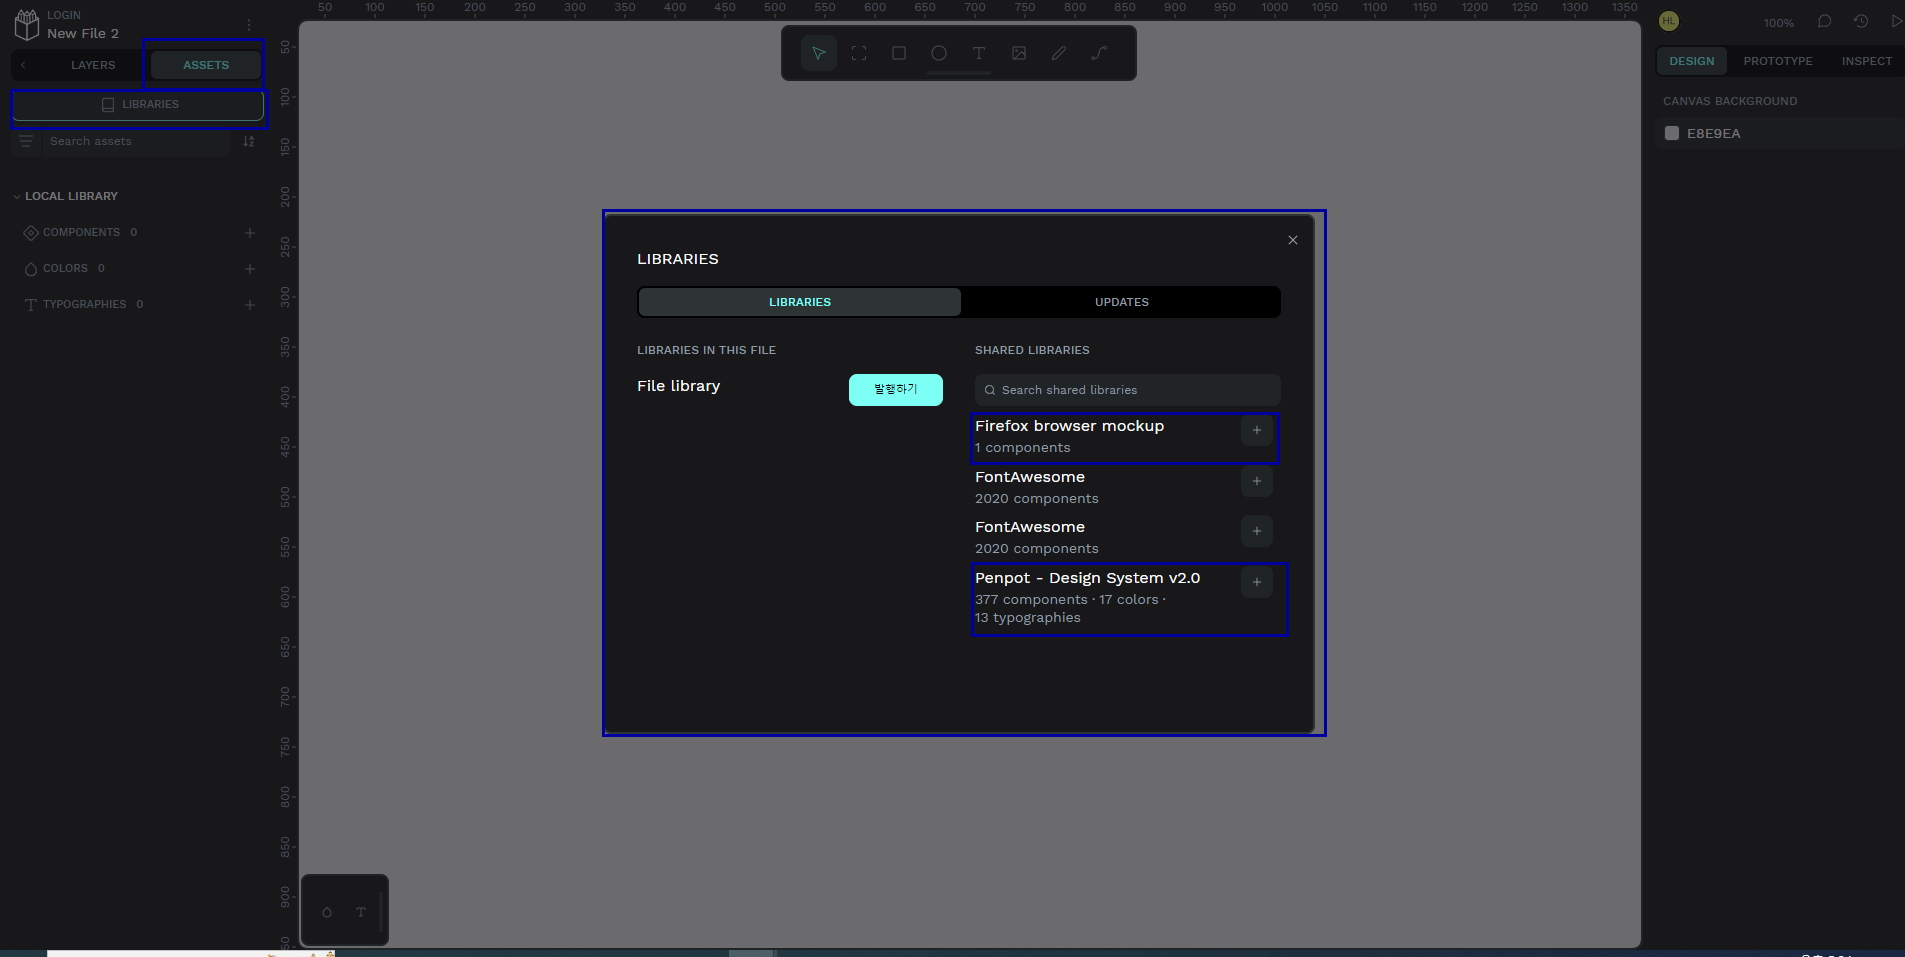 LOGIN
New File 2
LAYERS
ASSETS
LIBRARIES
Search assets
LOCAL LIBRARY
COMPONENTS 0
COLORS 0
TYPOGRAPHIES 0
50 100 150 200 250 300 350 400 450 500 550 600 650 700 750 800 850 900 950 1000 1050 1100 1150 1200 1250 1300 1350
50
100
150
200
250
300
350
400
450
500
550
600
650
700
750
800
850
900
HL
100%
DESIGN
PROTOTYPE
INSPECT
CANVAS BACKGROUND
E8E9EA
LIBRARIES
LIBRARIES
UPDATES
LIBRARIES IN THIS FILE
File library
발행하기
SHARED LIBRARIES
Search shared libraries
Firefox browser mockup
1 components
FontAwesome
2020 components
FontAwesome
2020 components
Penpot - Design System v2.0
377 components · 17 colors ·
13 typographies